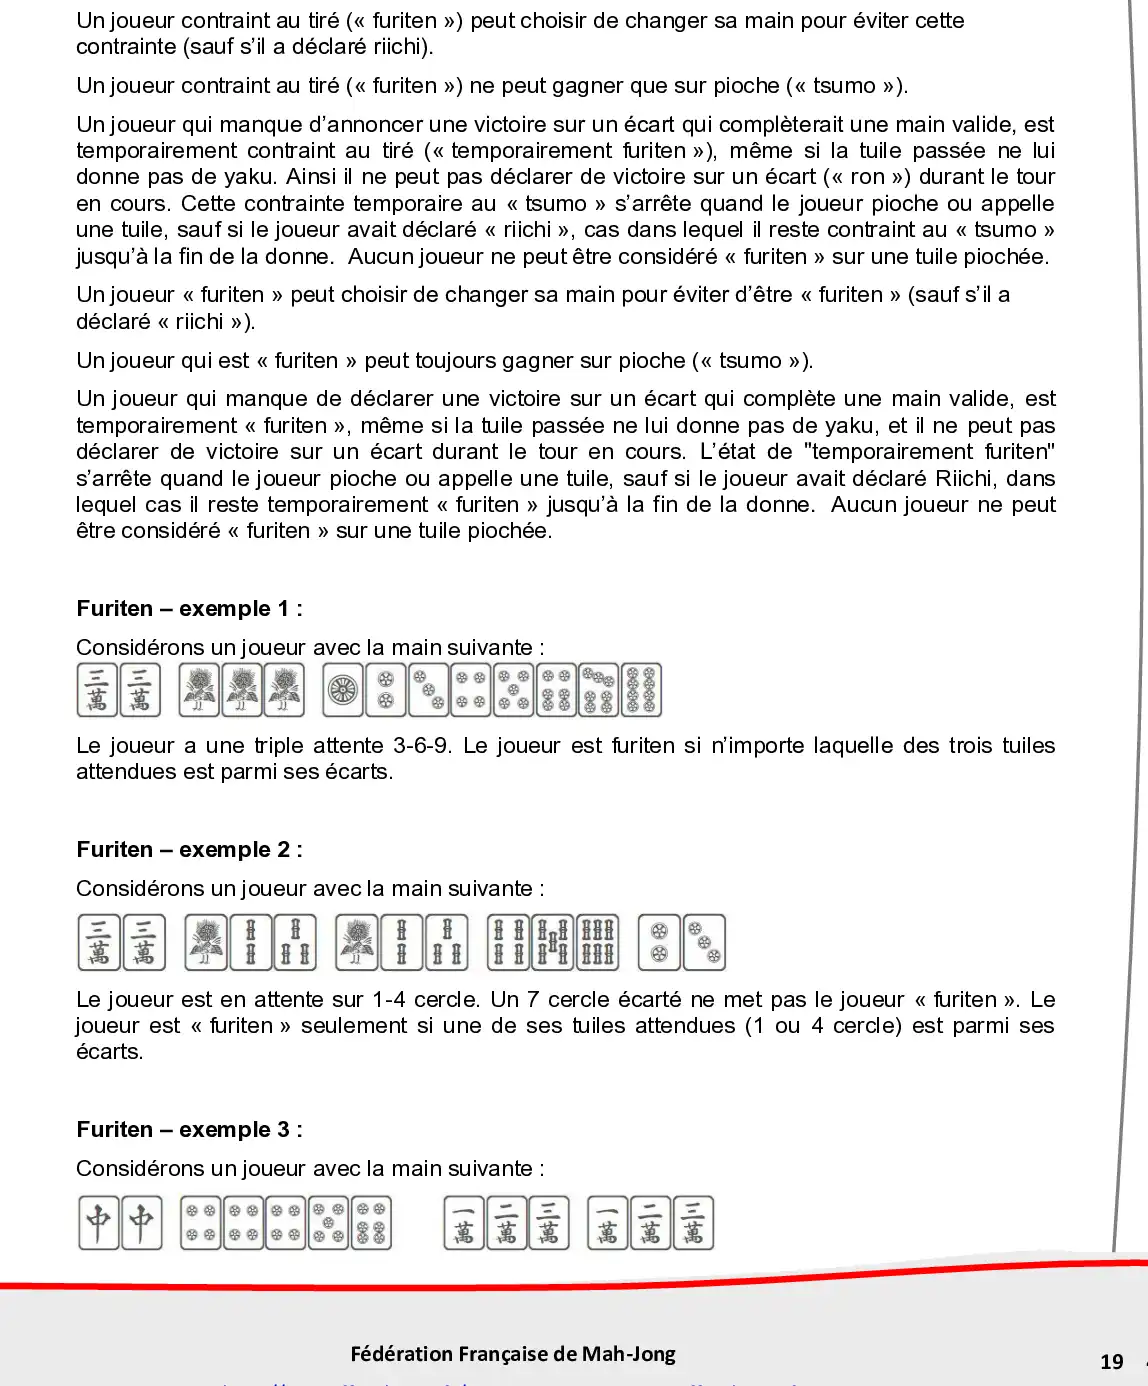 Un joueur contraint au tiré (« furiten ») peut choisir de changer sa main pour éviter cette
contrainte (sauf s'il a déclaré riichi).
Un joueur contraint au tiré (« furiten ») ne peut gagner que sur pioche (« tsumo »).
Un joueur qui manque d'annoncer une victoire sur un écart qui complèterait une main valide, est
temporairement contraint au tiré (« temporairement furiten »), même si la tuile passée ne lui
donne pas de yaku. Ainsi il ne peut pas déclarer de victoire sur un écart (« ron ») durant le tour
en cours. Cette contrainte temporaire au « tsumo » s'arrête quand le joueur pioche ou appelle
une tuile, sauf si le joueur avait déclaré « riichi », cas dans lequel il reste contraint au « tsumo »
jusqu'à la fin de la donne.  Aucun joueur ne peut être considéré « furiten » sur une tuile piochée.
Un joueur « furiten » peut choisir de changer sa main pour éviter d'être « furiten » (sauf s'il a
déclaré « riichi »).
Un joueur qui est « furiten » peut toujours gagner sur pioche (« tsumo »).
Un joueur qui manque de déclarer une victoire sur un écart qui complète une main valide, est
temporairement « furiten », même si la tuile passée ne lui donne pas de yaku, et il ne peut pas
déclarer de victoire sur un écart durant le tour en cours. L'état de "temporairement furiten"
s'arrête quand le joueur pioche ou appelle une tuile, sauf si le joueur avait déclaré Riichi, dans
lequel cas il reste temporairement « furiten » jusqu'à la fin de la donne.  Aucun joueur ne peut
être considéré « furiten » sur une tuile piochée.
Furiten – exemple 1 :
Considérons un joueur avec la main suivante :
三萬 三萬
Le joueur a une triple attente 3-6-9. Le joueur est furiten si n'importe laquelle des trois tuiles
attendues est parmi ses écarts.
Furiten – exemple 2 :
Considérons un joueur avec la main suivante :
三萬 三萬
Le joueur est en attente sur 1-4 cercle. Un 7 cercle écarté ne met pas le joueur « furiten ». Le
joueur est « furiten » seulement si une de ses tuiles attendues (1 ou 4 cercle) est parmi ses
écarts.
Furiten – exemple 3 :
Considérons un joueur avec la main suivante :
中 中 一萬 二萬 三萬 一萬 二萬 三萬
Fédération Française de Mah-Jong
19